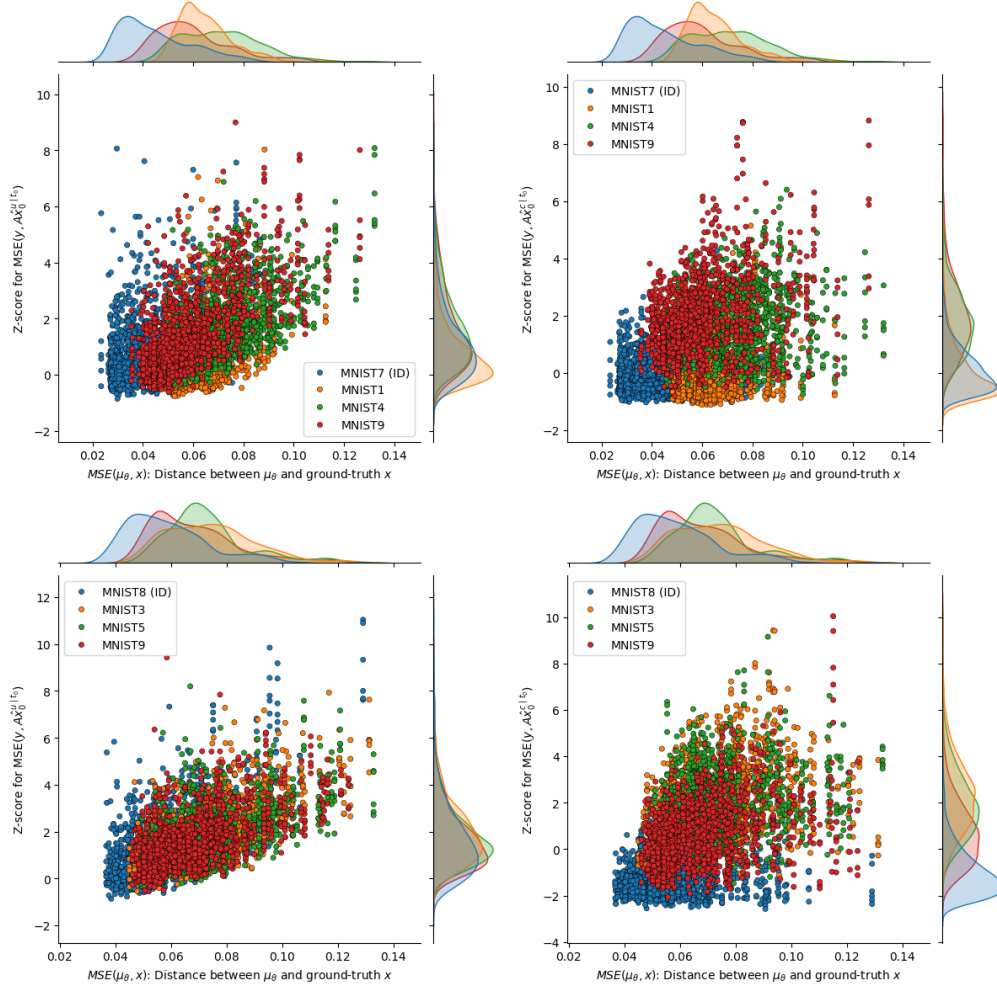 10
8
6
4
2
0
−2
0.02 0.04 0.06 0.08 0.10 0.12 0.14
Z-score for MSE(y, Ax̂₀^{u|t₀})
MSE(μ_θ, x): Distance between μ_θ and ground-truth x
MNIST7 (ID)
MNIST1
MNIST4
MNIST9
10
8
6
4
2
0
−2
0.02 0.04 0.06 0.08 0.10 0.12 0.14
Z-score for MSE(y, Ax̂₀^{c|t₀})
MSE(μ_θ, x): Distance between μ_θ and ground-truth x
MNIST7 (ID)
MNIST1
MNIST4
MNIST9
12
10
8
6
4
2
0
−2
0.02 0.04 0.06 0.08 0.10 0.12 0.14
Z-score for MSE(y, Ax̂₀^{u|t₀})
MSE(μ_θ, x): Distance between μ_θ and ground-truth x
MNIST8 (ID)
MNIST3
MNIST5
MNIST9
10
8
6
4
2
0
−2
−4
0.02 0.04 0.06 0.08 0.10 0.12 0.14
Z-score for MSE(y, Ax̂₀^{c|t₀})
MSE(μ_θ, x): Distance between μ_θ and ground-truth x
MNIST8 (ID)
MNIST3
MNIST5
MNIST9